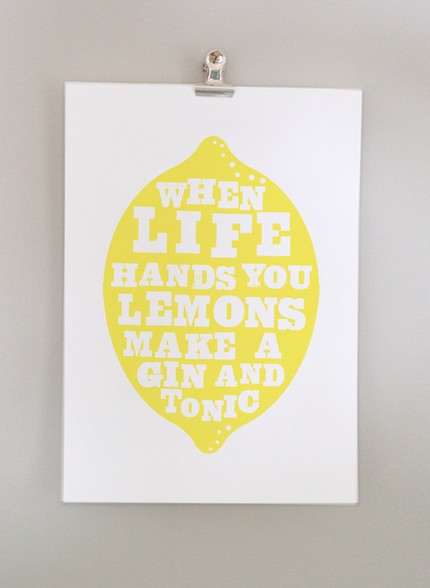 WHEN
LIFE
HANDS YOU
LEMONS
MAKE A
GIN AND
TONIC